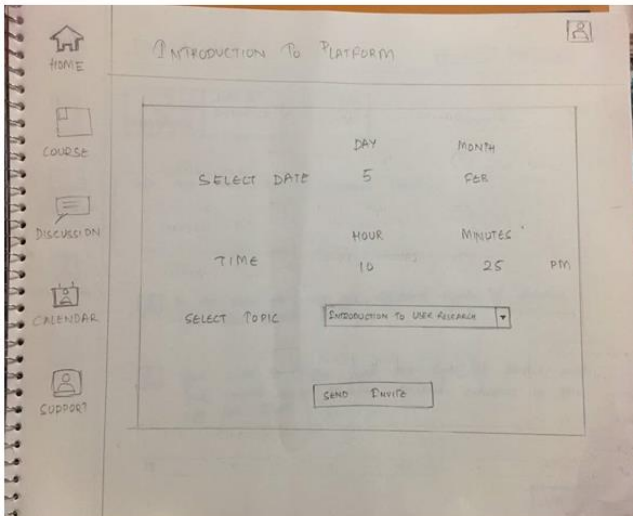 HOME
INTRODUCTION TO PLATFORM
COURSE
DISCUSSION
CALENDAR
SUPPORT
DAY MONTH
SELECT DATE 5 FEB
HOUR MINUTES
TIME 10 25 PM
SELECT TOPIC INTRODUCTION TO USER RESEARCH
SEND INVITE